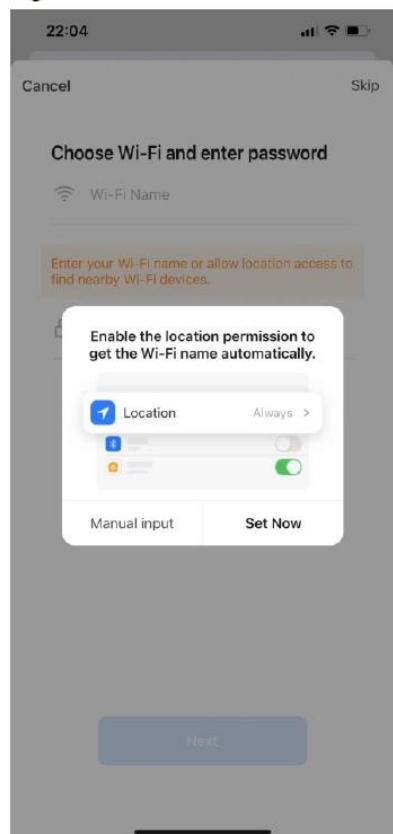 22:04
Cancel
Skip
Choose Wi-Fi and enter password
Wi-Fi Name
Enter your Wi-Fi name or allow location access to
find nearby Wi-Fi devices.
Enable the location permission to
get the Wi-Fi name automatically.
Location
Always >
Manual input
Set Now
Next